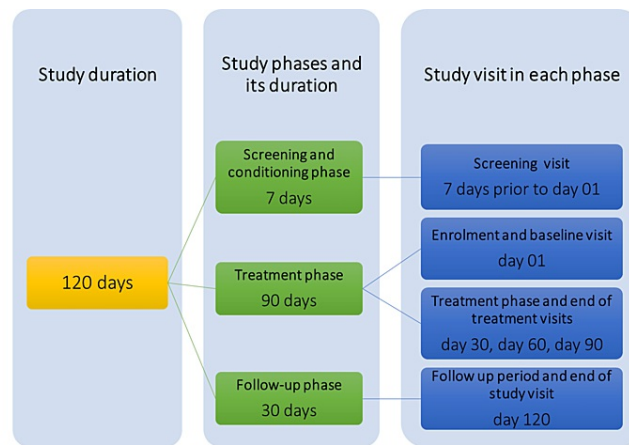 Study duration
Study phases and
its duration
Study visit in each phase
120 days
Screening and
conditioning phase
7 days
Treatment phase
90 days
Follow-up phase
30 days
Screening visit
7 days prior to day 01
Enrolment and baseline visit
day 01
Treatment phase and end of
treatment visits
day 30, day 60, day 90
Follow up period and end of
study visit
day 120